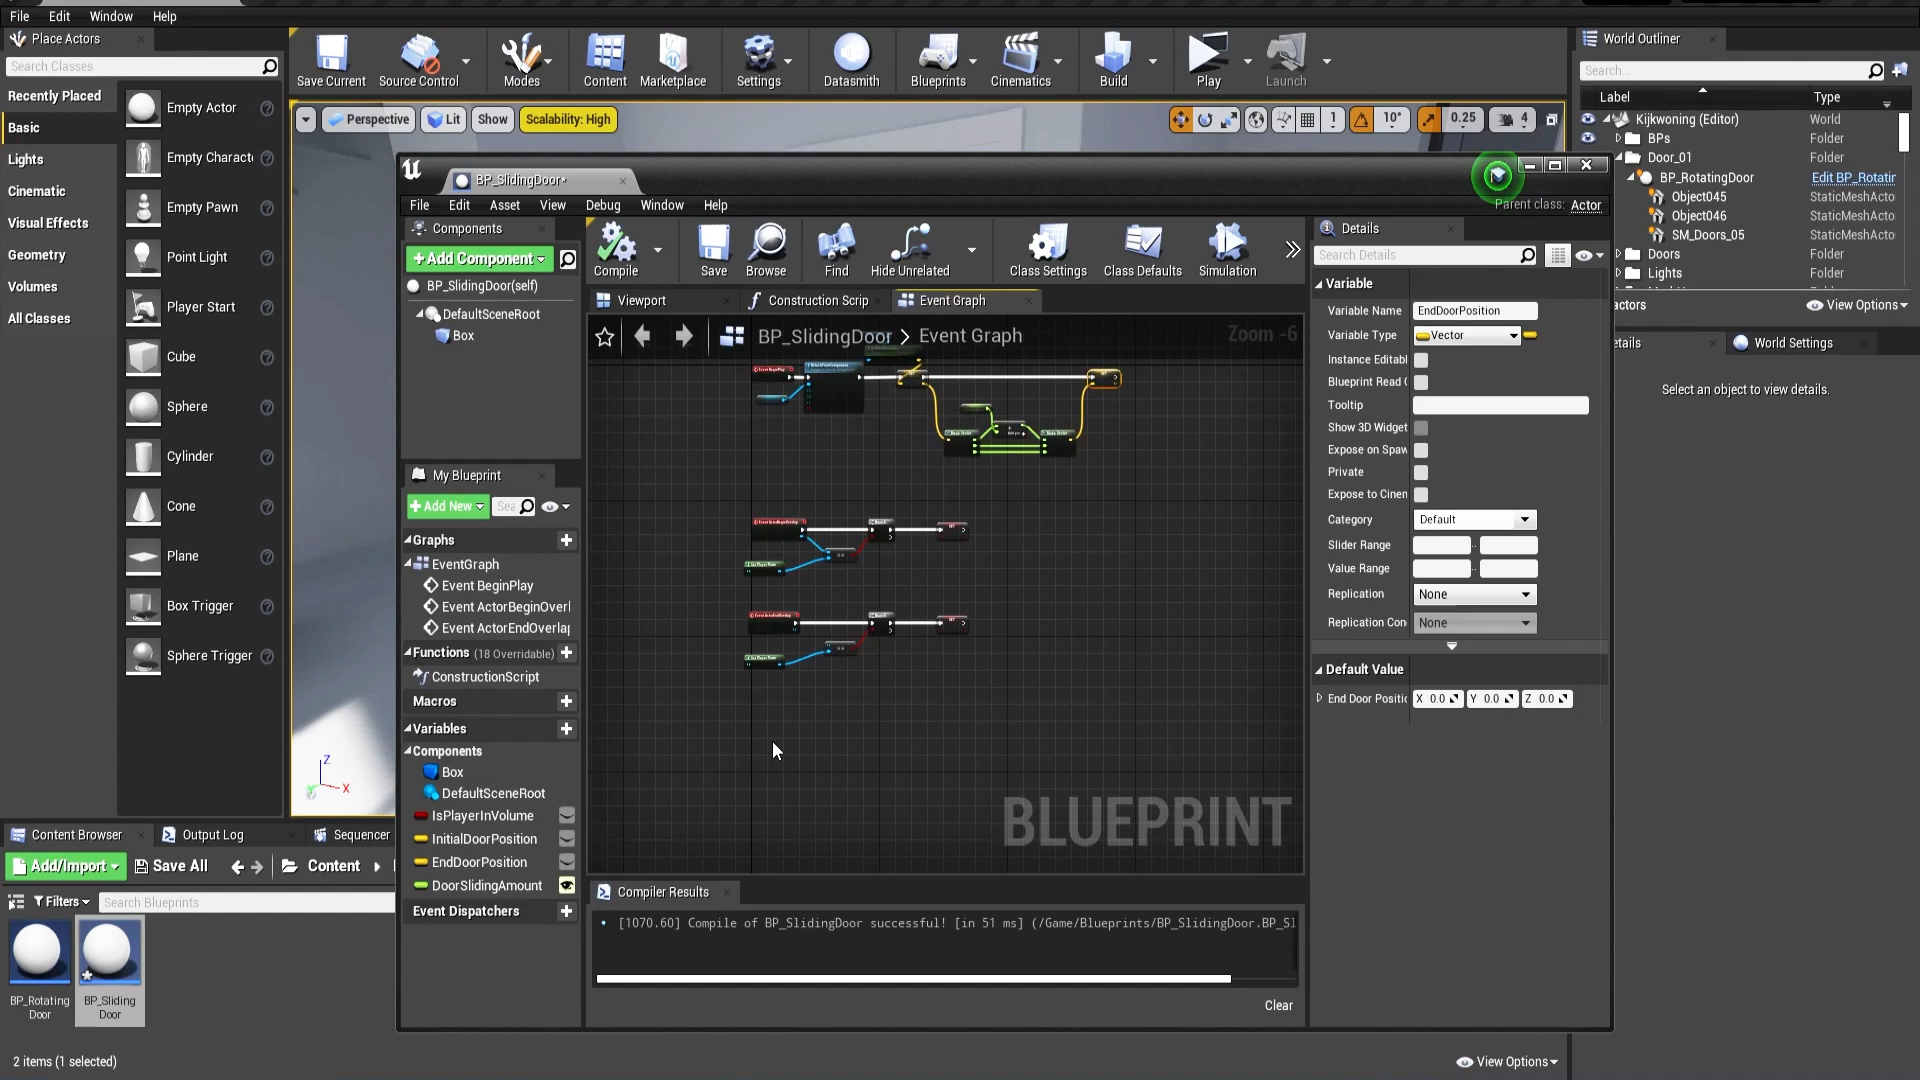 File Edit Window Help
Place Actors
Search Classes
Recently Placed
Basic
Lights
Cinematic
Visual Effects
Geometry
Volumes
All Classes
Empty Actor
Empty Charact
Empty Pawn
Point Light
Player Start
Cube
Sphere
Cylinder
Cone
Plane
Box Trigger
Sphere Trigger
Save Current Source Control Modes Content Marketplace Settings Datasmith Blueprints Cinematics Build Play Launch
Perspective Lit Show Scalability: High 1 10° 0.25 4
World Outliner
Search...
Label Type
Kijkwoning (Editor) World
BPs Folder
Door_01 Folder
BP_RotatingDoor Edit BP_Rotatir
Object045 StaticMeshActo
Object046 StaticMeshActo
SM_Doors_05 StaticMeshActo
Doors Folder
Lights Folder
actors View Options
etails World Settings
Select an object to view details.
BP_SlidingDoor*
File Edit Asset View Debug Window Help
Parent class: Actor
Components
+Add Component
BP_SlidingDoor(self)
DefaultSceneRoot
Box
Compile Save Browse Find Hide Unrelated Class Settings Class Defaults Simulation
Viewport Construction Scrip Event Graph
BP_SlidingDoor > Event Graph Zoom -6
BLUEPRINT
My Blueprint
+Add New Sea
Graphs
EventGraph
Event BeginPlay
Event ActorBeginOverl
Event ActorEndOverlap
Functions (18 Overridable)
ConstructionScript
Macros
Variables
Components
Box
DefaultSceneRoot
IsPlayerInVolume
InitialDoorPosition
EndDoorPosition
DoorSlidingAmount
Event Dispatchers
Compiler Results
[1070.60] Compile of BP_SlidingDoor successful! [in 51 ms] (/Game/Blueprints/BP_SlidingDoor.BP_Sl
Clear
Details
Search Details
Variable
Variable Name EndDoorPosition
Variable Type Vector
Instance Editabl
Blueprint Read O
Tooltip
Show 3D Widget
Expose on Spaw
Private
Expose to Cinem
Category Default
Slider Range
Value Range
Replication None
Replication Con None
Default Value
End Door Positic X 0.0 Y 0.0 Z 0.0
Z
X
Content Browser Output Log Sequencer
Add/Import Save All Content
Filters Search Blueprints
BP_Rotating
Door
BP_Sliding
Door
2 items (1 selected)
View Options